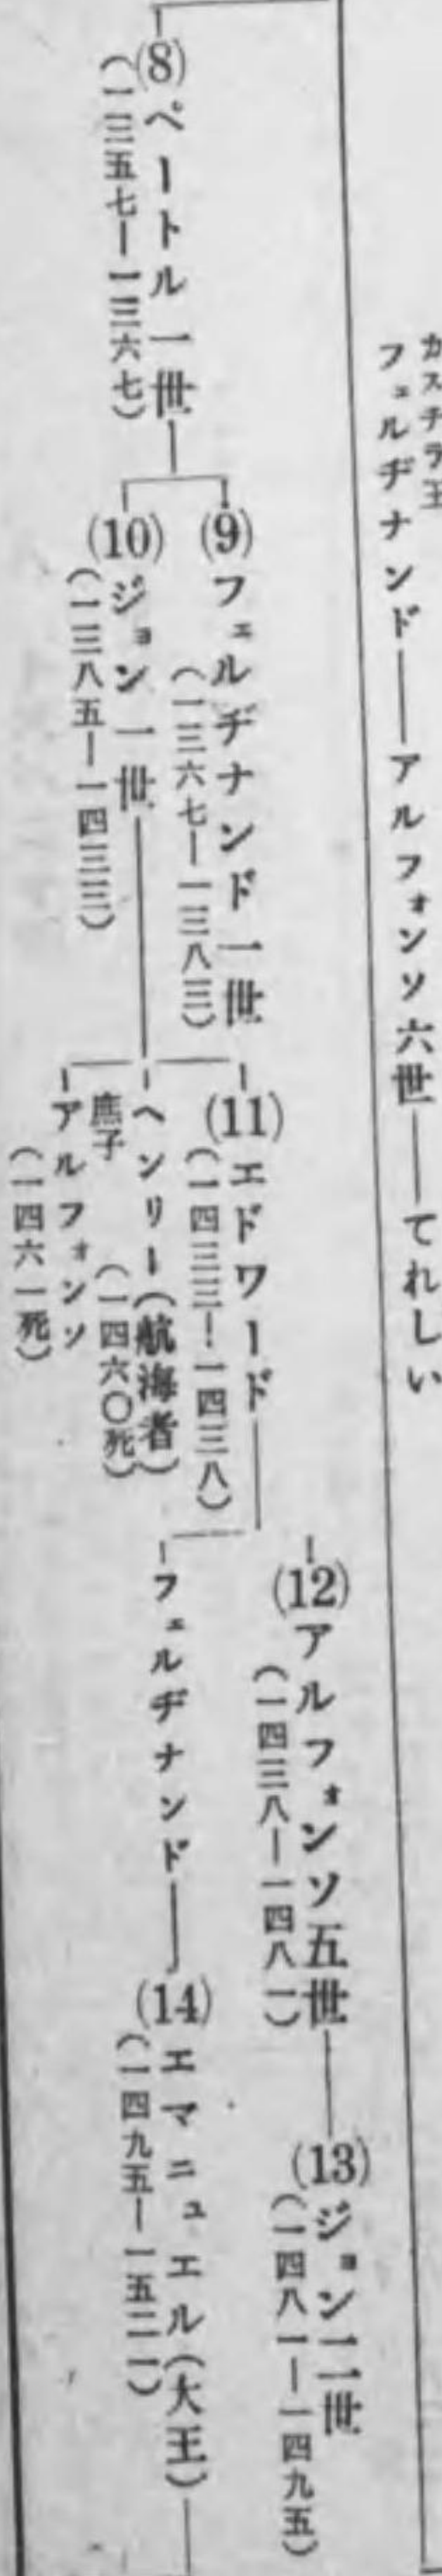 カスチラ王
フェルヂナンド——アルフォンソ六世——てれしい
(8)ペートル一世
(一三五七—一三六七)
(9)フェルヂナンド一世
(一三六七—一三八三)
(10)ジョン一世
(一三八五—一四三三)
(11)エドワード
(一四三三—一四三八)
ヘンリー(航海者)
(一四六〇死)
庶子
アルフォンソ
(一四六一死)
(12)アルフォンソ五世
(一四三八—一四八一)
フェルヂナンド
(13)ジョン二世
(一四八一—一四九五)
(14)エマニュエル(大王)
(一四九五—一五二一)